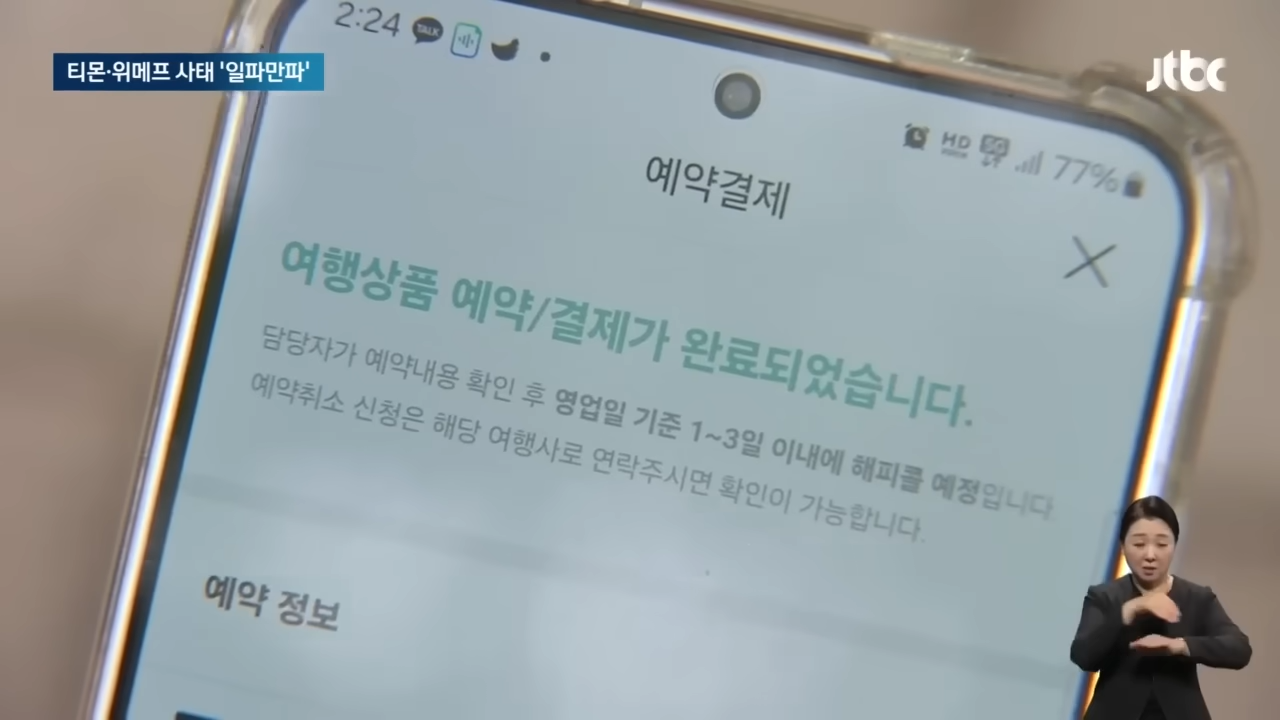 티몬·위메프 사태 '일파만파'
jtbc
2:24
TALK
HD
5G
77%
예약결제
여행상품 예약/결제가 완료되었습니다.
담당자가 예약내용 확인 후 영업일 기준 1~3일 이내에 해피콜 예정입니다.
예약취소 신청은 해당 여행사로 연락주시면 확인이 가능합니다.
예약 정보